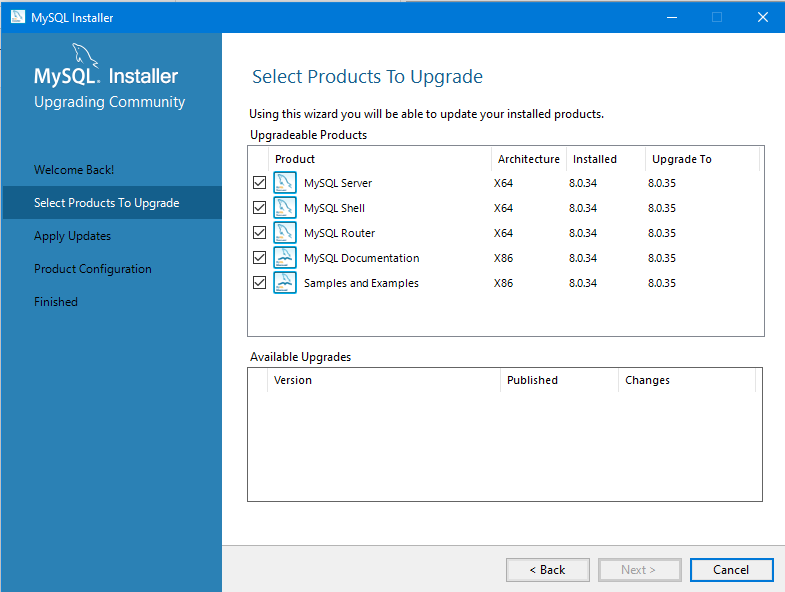 MySQL Installer
MySQL. Installer
Upgrading Community
Welcome Back!
Select Products To Upgrade
Apply Updates
Product Configuration
Finished
Select Products To Upgrade
Using this wizard you will be able to update your installed products.
Upgradeable Products
Product Architecture Installed Upgrade To
MySQL Server X64 8.0.34 8.0.35
MySQL Shell X64 8.0.34 8.0.35
MySQL Router X64 8.0.34 8.0.35
MySQL Documentation X86 8.0.34 8.0.35
Samples and Examples X86 8.0.34 8.0.35
Available Upgrades
Version Published Changes
< Back Next > Cancel